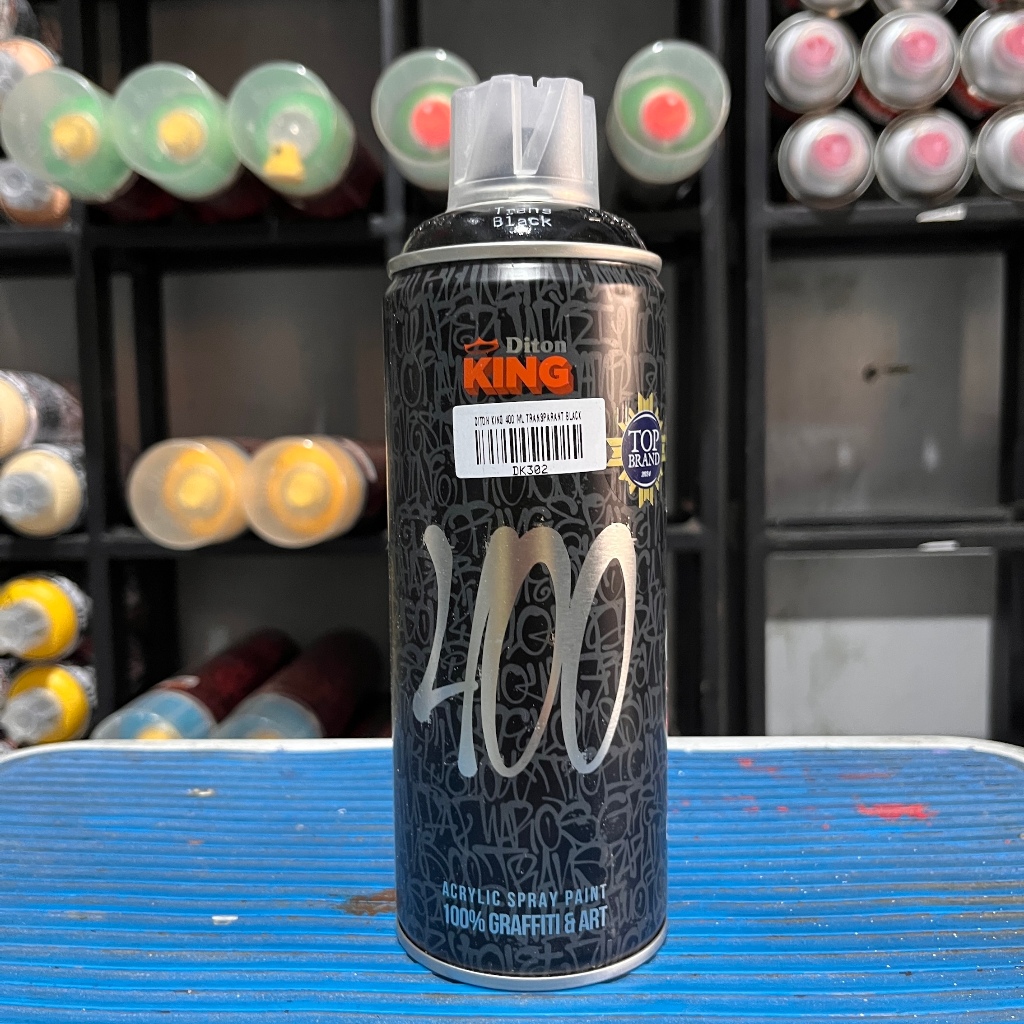 Trans
Black
Diton
KING
DITON KING 400 ML TRANSPARANT BLACK
DK302
TOP
BRAND
400
ACRYLIC SPRAY PAINT
100% GRAFFITI & ART